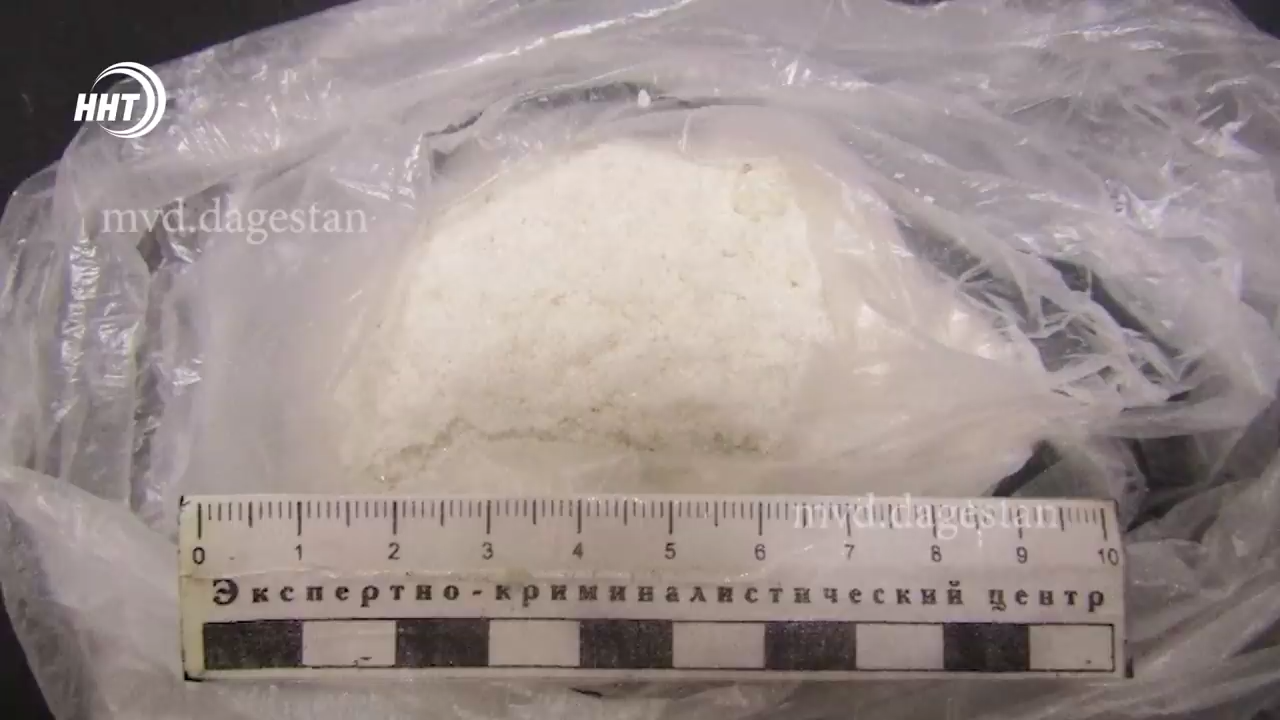 ННТ
mvd.dagestan
mvd.dagestan
0 1 2 3 4 5 6 7 8 9 10
Экспертно-криминалистический центр